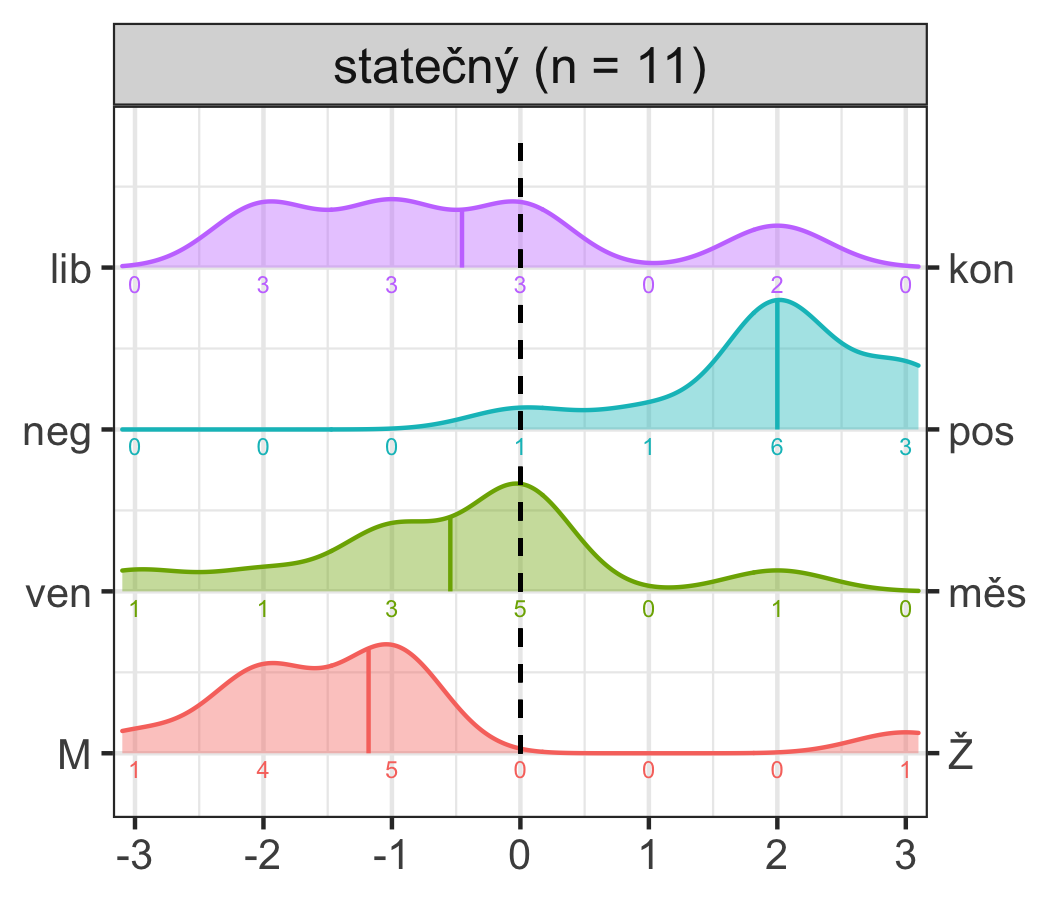 statečný (n = 11)
lib kon
0 3 3 3 0 2 0
neg pos
0 0 0 1 1 6 3
ven měs
1 1 3 5 0 1 0
M Ž
1 4 5 0 0 0 1
-3 -2 -1 0 1 2 3